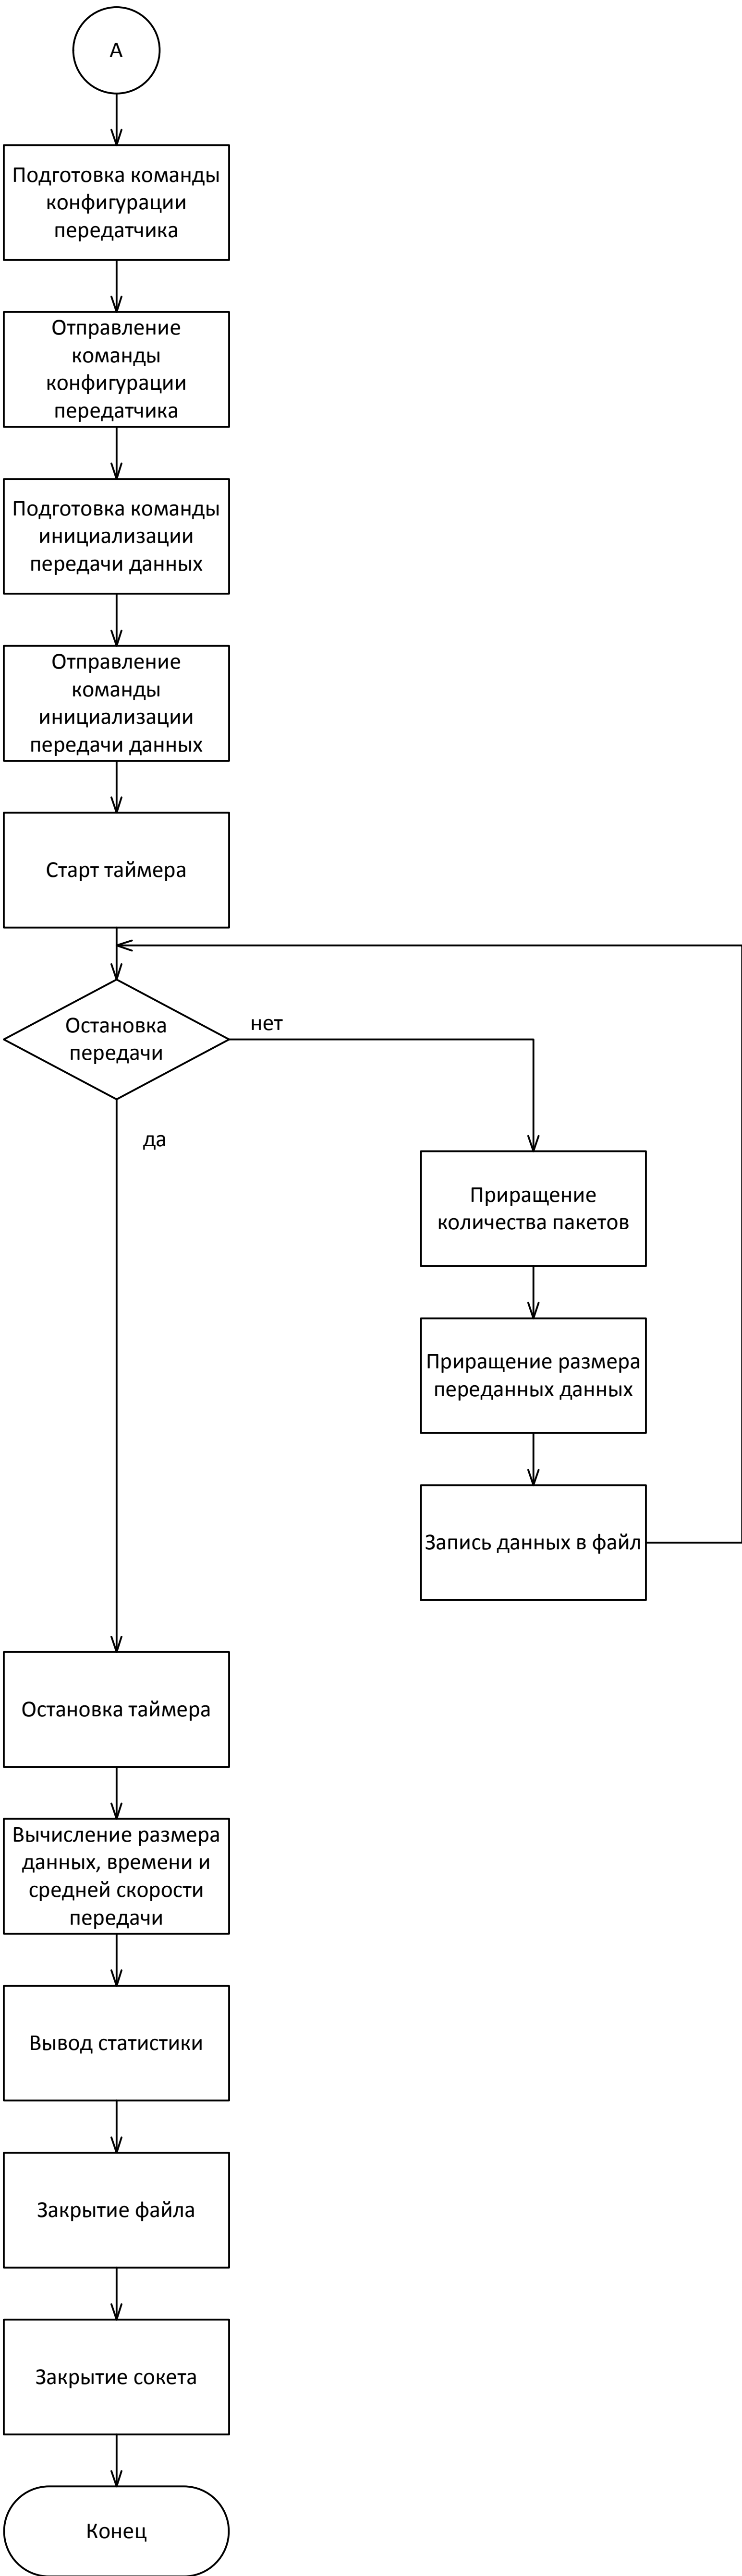 А
Подготовка команды
конфигурации
передатчика
Отправление
команды
конфигурации
передатчика
Подготовка команды
инициализации
передачи данных
Отправление
команды
инициализации
передачи данных
Старт таймера
Остановка
передачи
нет
да
Приращение
количества пакетов
Приращение размера
переданных данных
Запись данных в файл
Остановка таймера
Вычисление размера
данных, времени и
средней скорости
передачи
Вывод статистики
Закрытие файла
Закрытие сокета
Конец